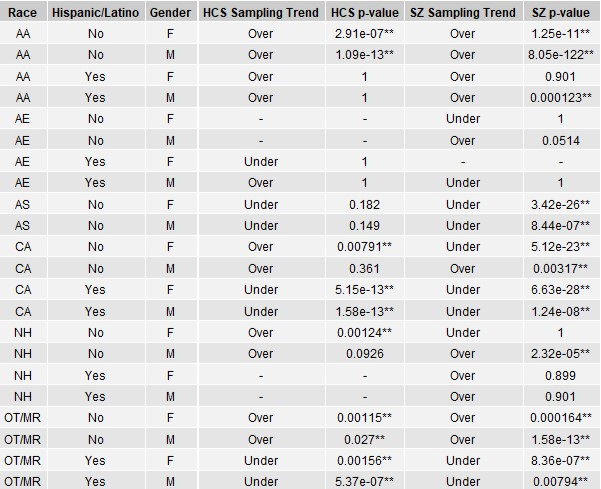 Race Hispanic/Latino Gender HCS Sampling Trend HCS p-value SZ Sampling Trend SZ p-value
AA No F Over 2.91e-07** Over 1.25e-11**
AA No M Over 1.09e-13** Over 8.05e-122**
AA Yes F Over 1 Over 0.901
AA Yes M Over 1 Over 0.000123**
AE No F - - Under 1
AE No M - - Over 0.0514
AE Yes F Under 1 - -
AE Yes M Over 1 Under 1
AS No F Under 0.182 Under 3.42e-26**
AS No M Under 0.149 Under 8.44e-07**
CA No F Over 0.00791** Under 5.12e-23**
CA No M Over 0.361 Over 0.00317**
CA Yes F Under 5.15e-13** Under 6.63e-28**
CA Yes M Under 1.58e-13** Under 1.24e-08**
NH No F Over 0.00124** Under 1
NH No M Over 0.0926 Over 2.32e-05**
NH Yes F - - Over 0.899
NH Yes M - - Over 0.901
OT/MR No F Over 0.00115** Over 0.000164**
OT/MR No M Over 0.027** Over 1.58e-13**
OT/MR Yes F Under 0.00156** Under 8.36e-07**
OT/MR Yes M Under 5.37e-07** Under 0.00794**